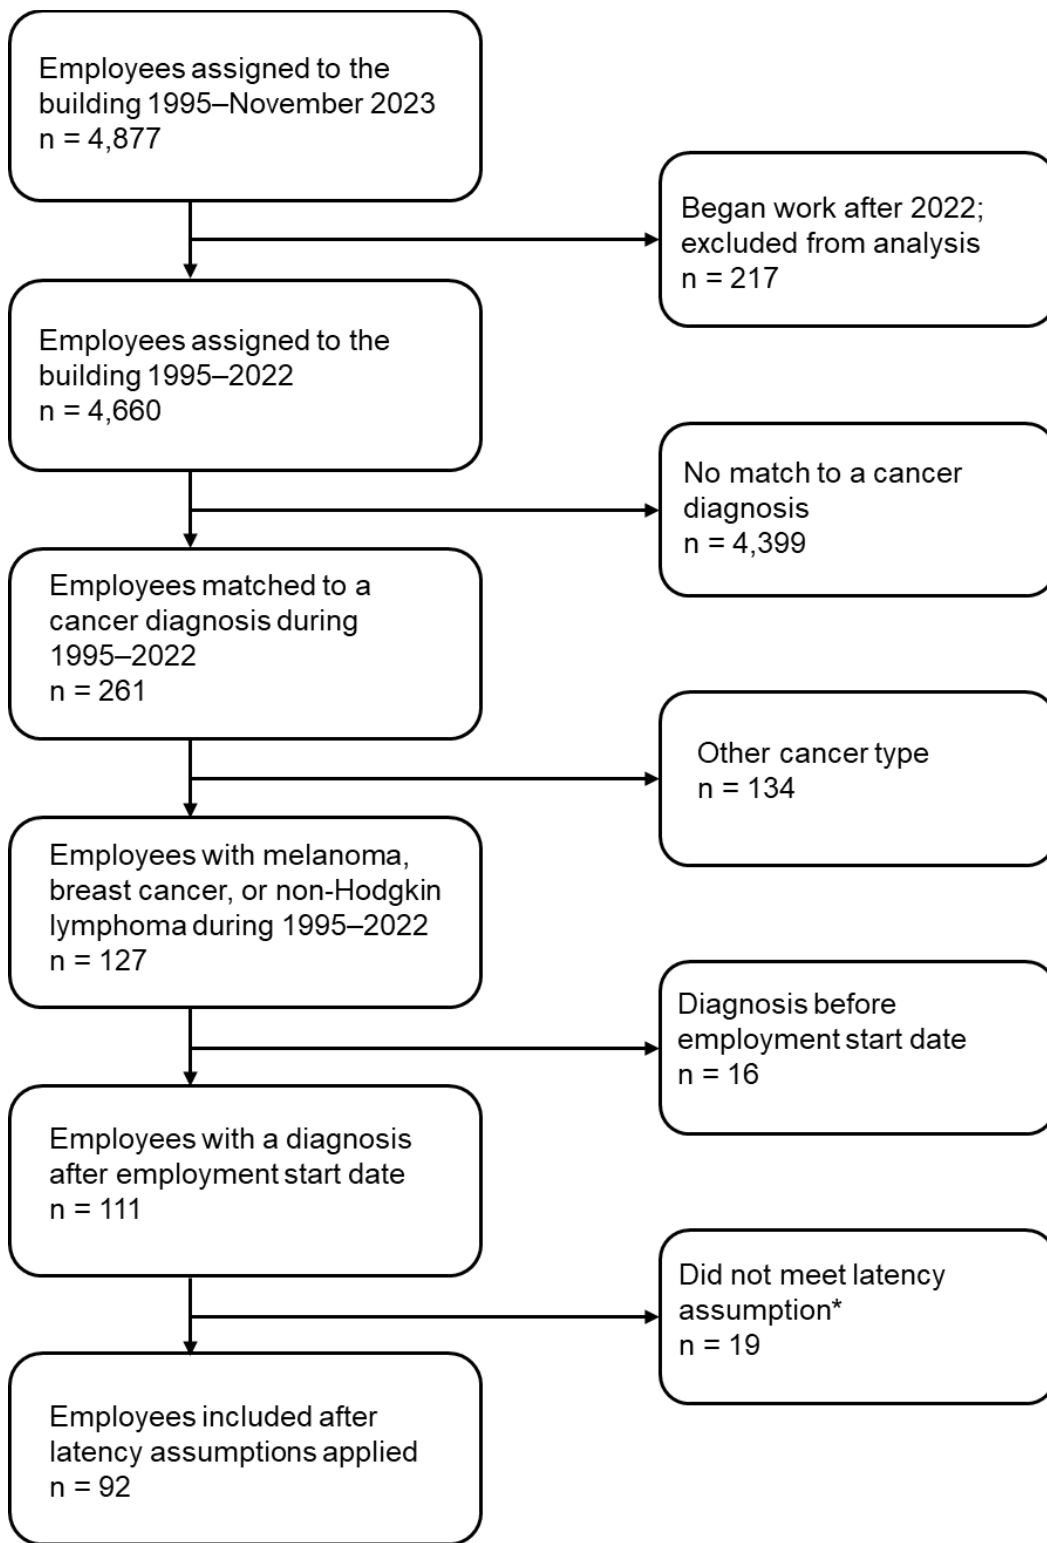 Employees assigned to the
building 1995–November 2023
n = 4,877
Began work after 2022;
excluded from analysis
n = 217
Employees assigned to the
building 1995–2022
n = 4,660
No match to a cancer
diagnosis
n = 4,399
Employees matched to a
cancer diagnosis during
1995–2022
n = 261
Other cancer type
n = 134
Employees with melanoma,
breast cancer, or non-Hodgkin
lymphoma during 1995–2022
n = 127
Diagnosis before
employment start date
n = 16
Employees with a diagnosis
after employment start date
n = 111
Did not meet latency
assumption*
n = 19
Employees included after
latency assumptions applied
n = 92